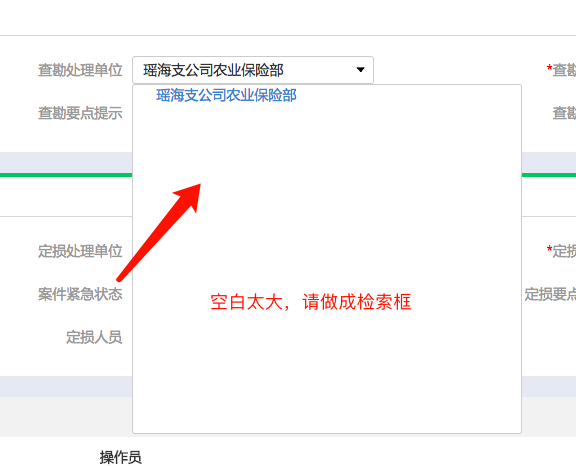 查勘处理单位 瑶海支公司农业保险部 *查勘
瑶海支公司农业保险部
查勘要点提示 查勘
定损处理单位 *定损
案件紧急状态 空白太大，请做成检索框 定损要点
定损人员
操作员